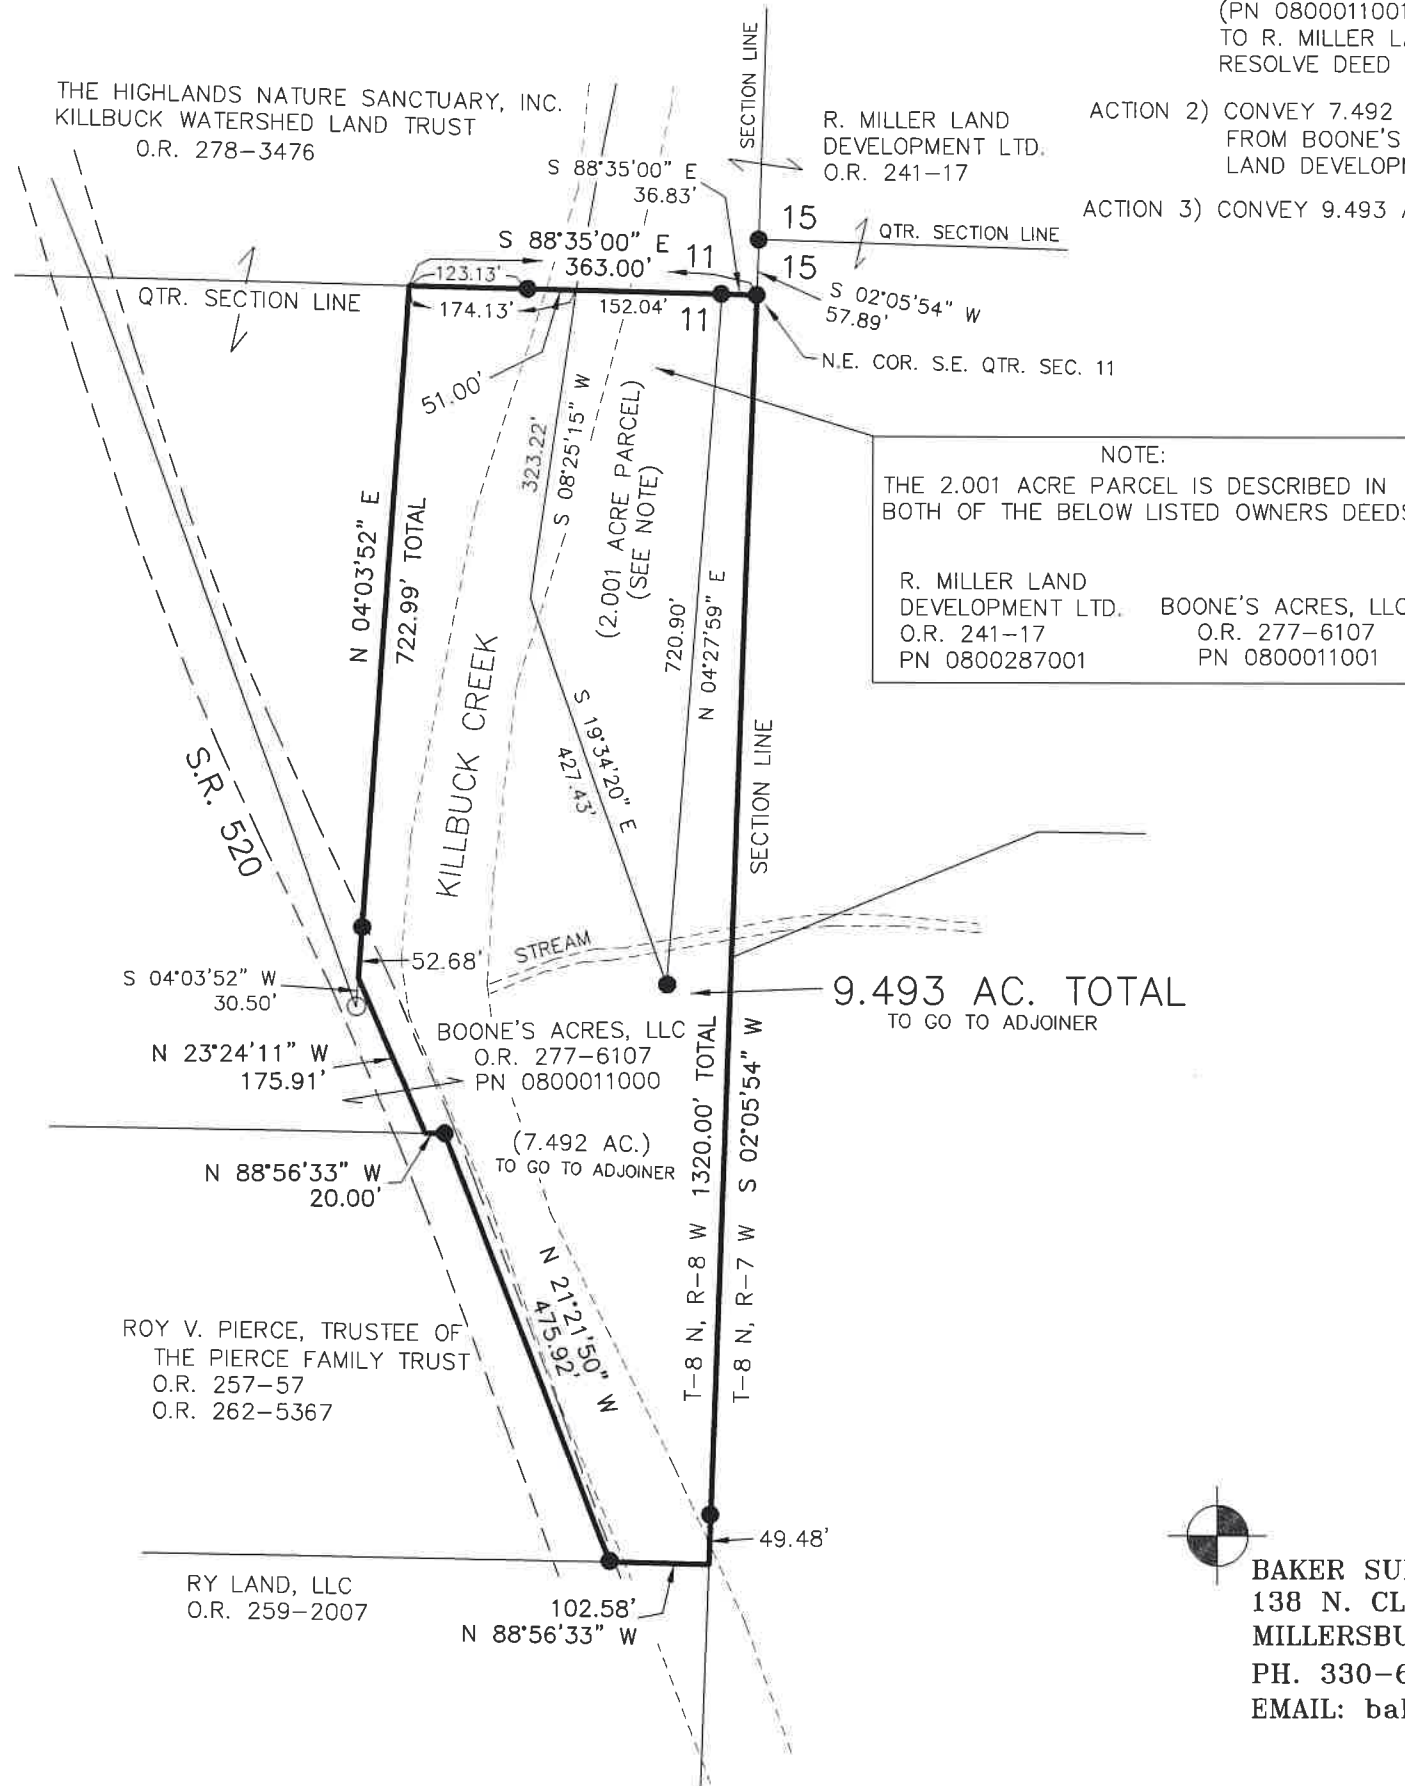 (PN 0800011001
TO R. MILLER
RESOLVE DEED
ACTION 2) CONVEY 7.492
FROM BOONE'S
LAND
ACTION 3) CONVEY 9.493
THE HIGHLANDS NATURE SANCTUARY, INC.
KILLBUCK WATERSHED LAND TRUST
O.R. 278-3476
SECTION LINE
R. MILLER LAND
DEVELOPMENT LTD.
O.R. 241-17
S 88°35'00" E
36.83'
15
QTR. SECTION LINE
15
S 88°35'00" E
363.00'
11
123.13'
QTR. SECTION LINE
174.13'
152.04'
11
S 02°05'54" W
57.89'
N.E. COR. S.E. QTR. SEC. 11
51.00'
323.22'
S 08°25'15" W
(2.001 ACRE PARCEL)
(SEE NOTE)
NOTE:
THE 2.001 ACRE PARCEL IS DESCRIBED IN
BOTH OF THE BELOW LISTED OWNERS DEEDS
R. MILLER LAND
DEVELOPMENT LTD.
O.R. 241-17
PN 0800287001
BOONE'S ACRES, LLC
O.R. 277-6107
PN 0800011001
N 04°03'52" E
722.99' TOTAL
720.90'
N 04°27'59" E
KILLBUCK CREEK
S 19°34'20" E
427.43'
SECTION LINE
S.R. 520
STREAM
52.68'
S 04°03'52" W
30.50'
9.493 AC. TOTAL
TO GO TO ADJOINER
BOONE'S ACRES, LLC
O.R. 277-6107
PN 0800011000
N 23°24'11" W
175.91'
(7.492 AC.)
TO GO TO ADJOINER
N 88°56'33" W
20.00'
T-8 N, R-8 W 1320.00' TOTAL
T-8 N, R-7 W S 02°05'54" W
N 21°21'50" W
475.92'
ROY V. PIERCE, TRUSTEE OF
THE PIERCE FAMILY TRUST
O.R. 257-57
O.R. 262-5367
49.48'
RY LAND, LLC
O.R. 259-2007
102.58'
N 88°56'33" W
BAKER
138 N.
PH. 330-6
EMAIL: